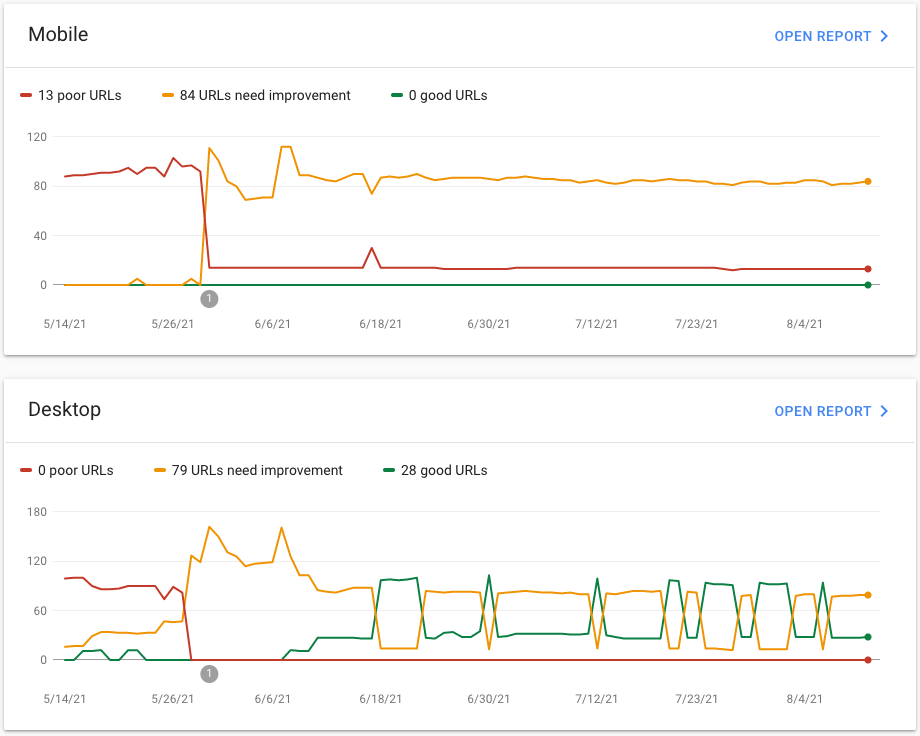 Mobile OPEN REPORT
13 poor URLs 84 URLs need improvement 0 good URLs
120
80
40
0
1
5/14/21 5/26/21 6/6/21 6/18/21 6/30/21 7/12/21 7/23/21 8/4/21
Desktop OPEN REPORT
0 poor URLs 79 URLs need improvement 28 good URLs
180
120
60
0
1
5/14/21 5/26/21 6/6/21 6/18/21 6/30/21 7/12/21 7/23/21 8/4/21